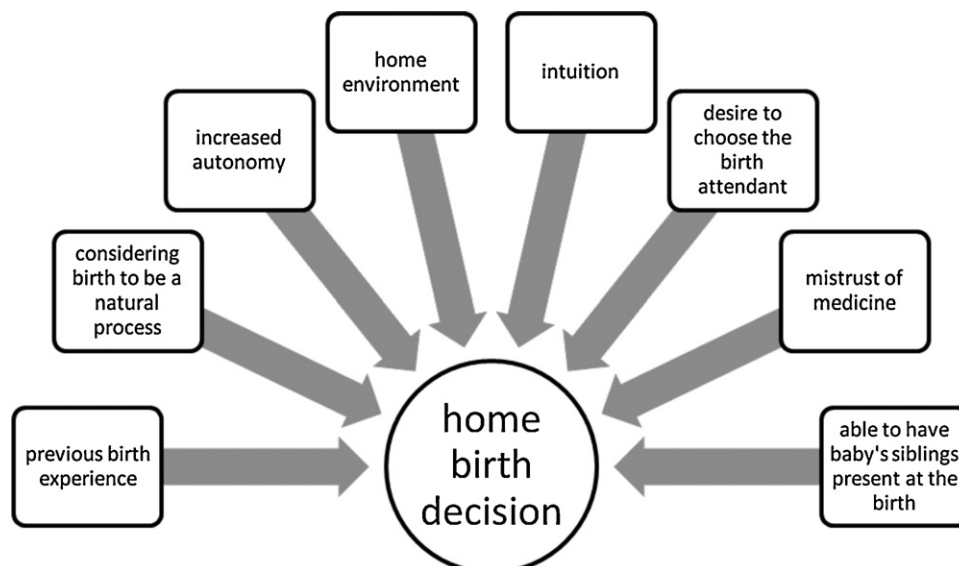 home
environment
intuition
increased
autonomy
desire to
choose the
birth
attendant
considering
birth to be a
natural
process
mistrust of
medicine
previous birth
experience
able to have
baby's siblings
present at the
birth
home
birth
decision